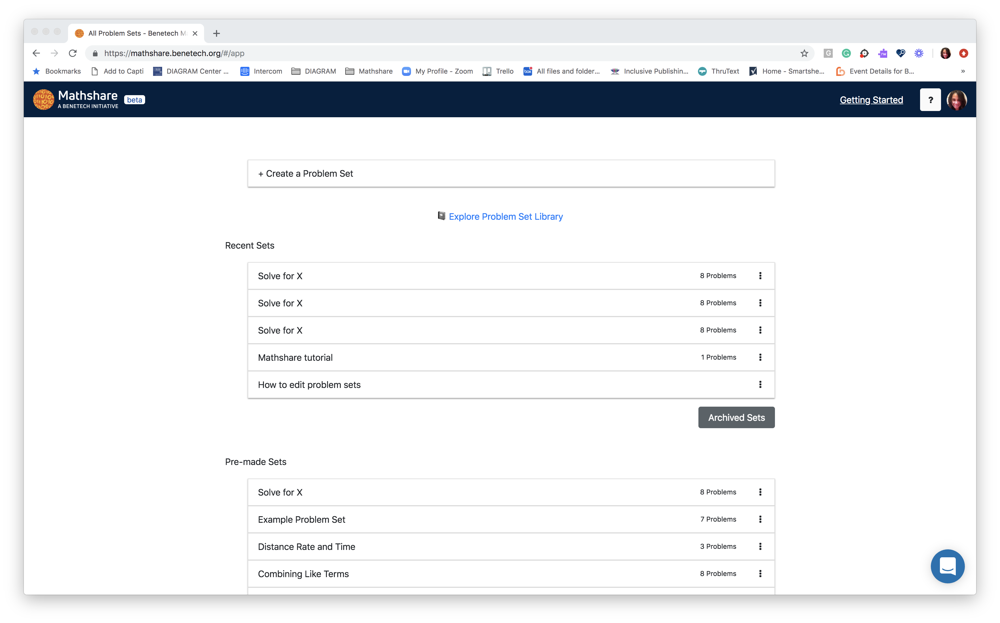 All Problem Sets - Benetech M
https://mathshare.benetech.org/#/app
Bookmarks Add to Capti DIAGRAM Center ... Intercom DIAGRAM Mathshare My Profile - Zoom Trello All files and folder... Inclusive Publishin... ThruText Home - Smartshe... Event Details for B... »
Mathshare beta
A BENETECH INITIATIVE
Getting Started ?
+ Create a Problem Set
Explore Problem Set Library
Recent Sets
Solve for X 8 Problems
Solve for X 8 Problems
Solve for X 8 Problems
Mathshare tutorial 1 Problems
How to edit problem sets
Archived Sets
Pre-made Sets
Solve for X 8 Problems
Example Problem Set 7 Problems
Distance Rate and Time 3 Problems
Combining Like Terms 8 Problems